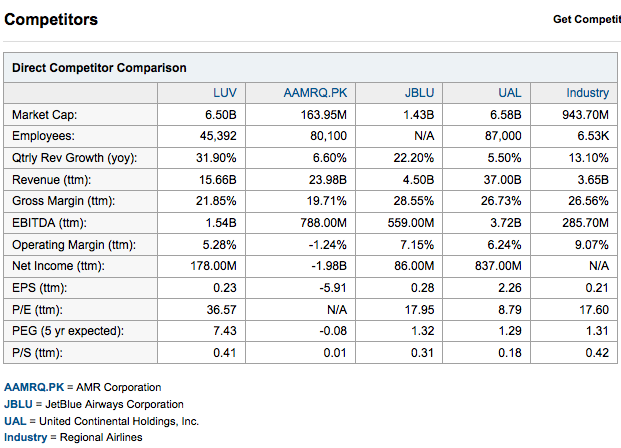 Competitors
Get Competit
Direct Competitor Comparison
LUV AAMRQ.PK JBLU UAL Industry
Market Cap: 6.50B 163.95M 1.43B 6.58B 943.70M
Employees: 45,392 80,100 N/A 87,000 6.53K
Qtrly Rev Growth (yoy): 31.90% 6.60% 22.20% 5.50% 13.10%
Revenue (ttm): 15.66B 23.98B 4.50B 37.00B 3.65B
Gross Margin (ttm): 21.85% 19.71% 28.55% 26.73% 26.56%
EBITDA (ttm): 1.54B 788.00M 559.00M 3.72B 285.70M
Operating Margin (ttm): 5.28% -1.24% 7.15% 6.24% 9.07%
Net Income (ttm): 178.00M -1.98B 86.00M 837.00M N/A
EPS (ttm): 0.23 -5.91 0.28 2.26 0.21
P/E (ttm): 36.57 N/A 17.95 8.79 17.60
PEG (5 yr expected): 7.43 -0.08 1.32 1.29 1.31
P/S (ttm): 0.41 0.01 0.31 0.18 0.42
AAMRQ.PK = AMR Corporation
JBLU = JetBlue Airways Corporation
UAL = United Continental Holdings, Inc.
Industry = Regional Airlines